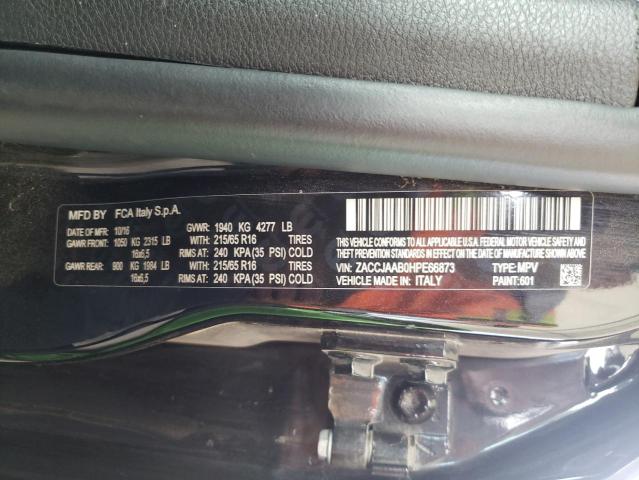 MFD BY FCA Italy S.p.A.
DATE OF MFD: 10/16 GVWR: 1940 KG 4277 LB
GAWR FRONT: 1050 KG 2315 LB WITH: 215/65 R16 TIRES
16x6,5 RIMS AT: 240 KPA (35 PSI) COLD
GAWR REAR: 900 KG 1984 LB WITH: 215/65 R16 TIRES
16x6,5 RIMS AT: 240 KPA (35 PSI) COLD
THIS VEHICLE CONFORMS TO ALL APPLICABLE U.S.A.
FEDERAL MOTOR VEHICLE SAFETY, BUMPER AND
THEFT PREVENTION STANDARDS IN EFFECT ON THE
DATE OF MANUFACTURE SHOWN ABOVE.
VIN: ZACCJAAB0HPE66873 TYPE: MPV
VEHICLE MADE IN: ITALY PAINT: 601